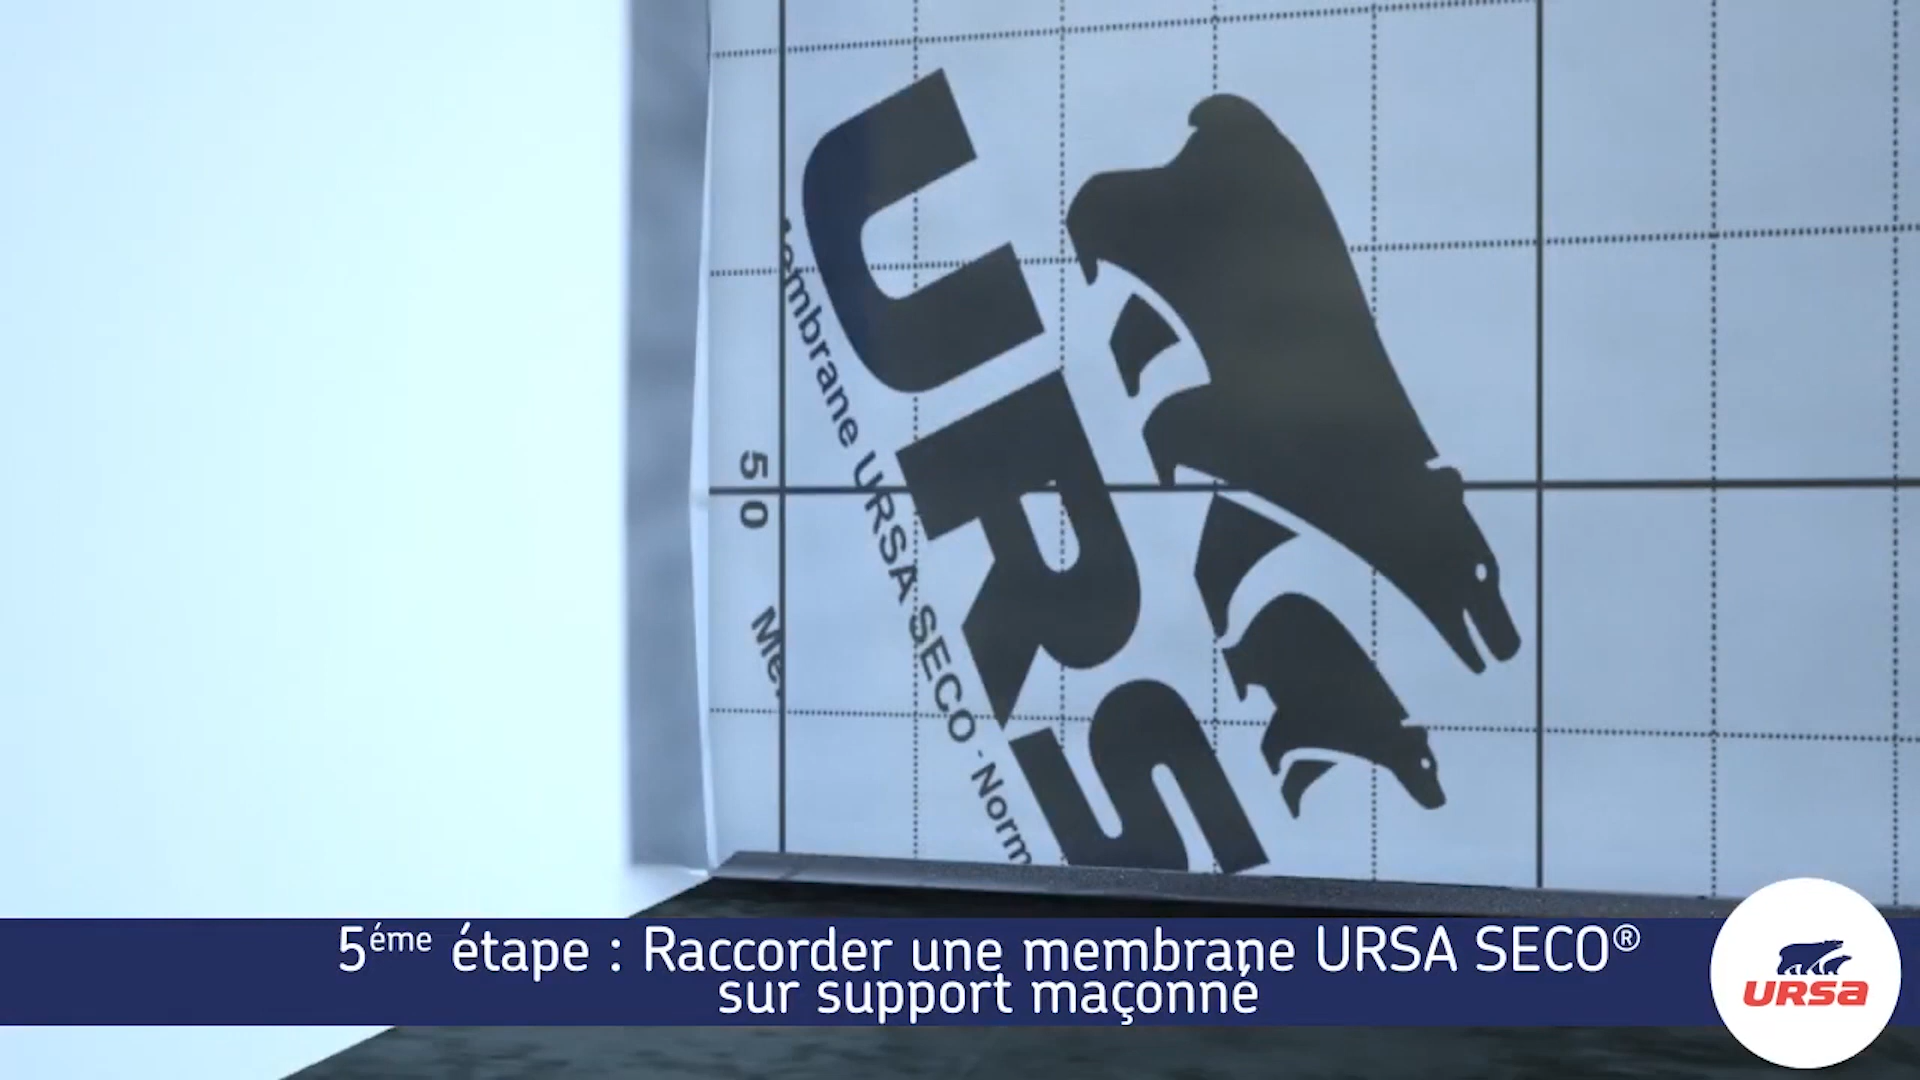 URS
Membrane URSA SECO - Norm
50
Me
5éme étape : Raccorder une membrane URSA SECO®
sur support maçonné
URSA